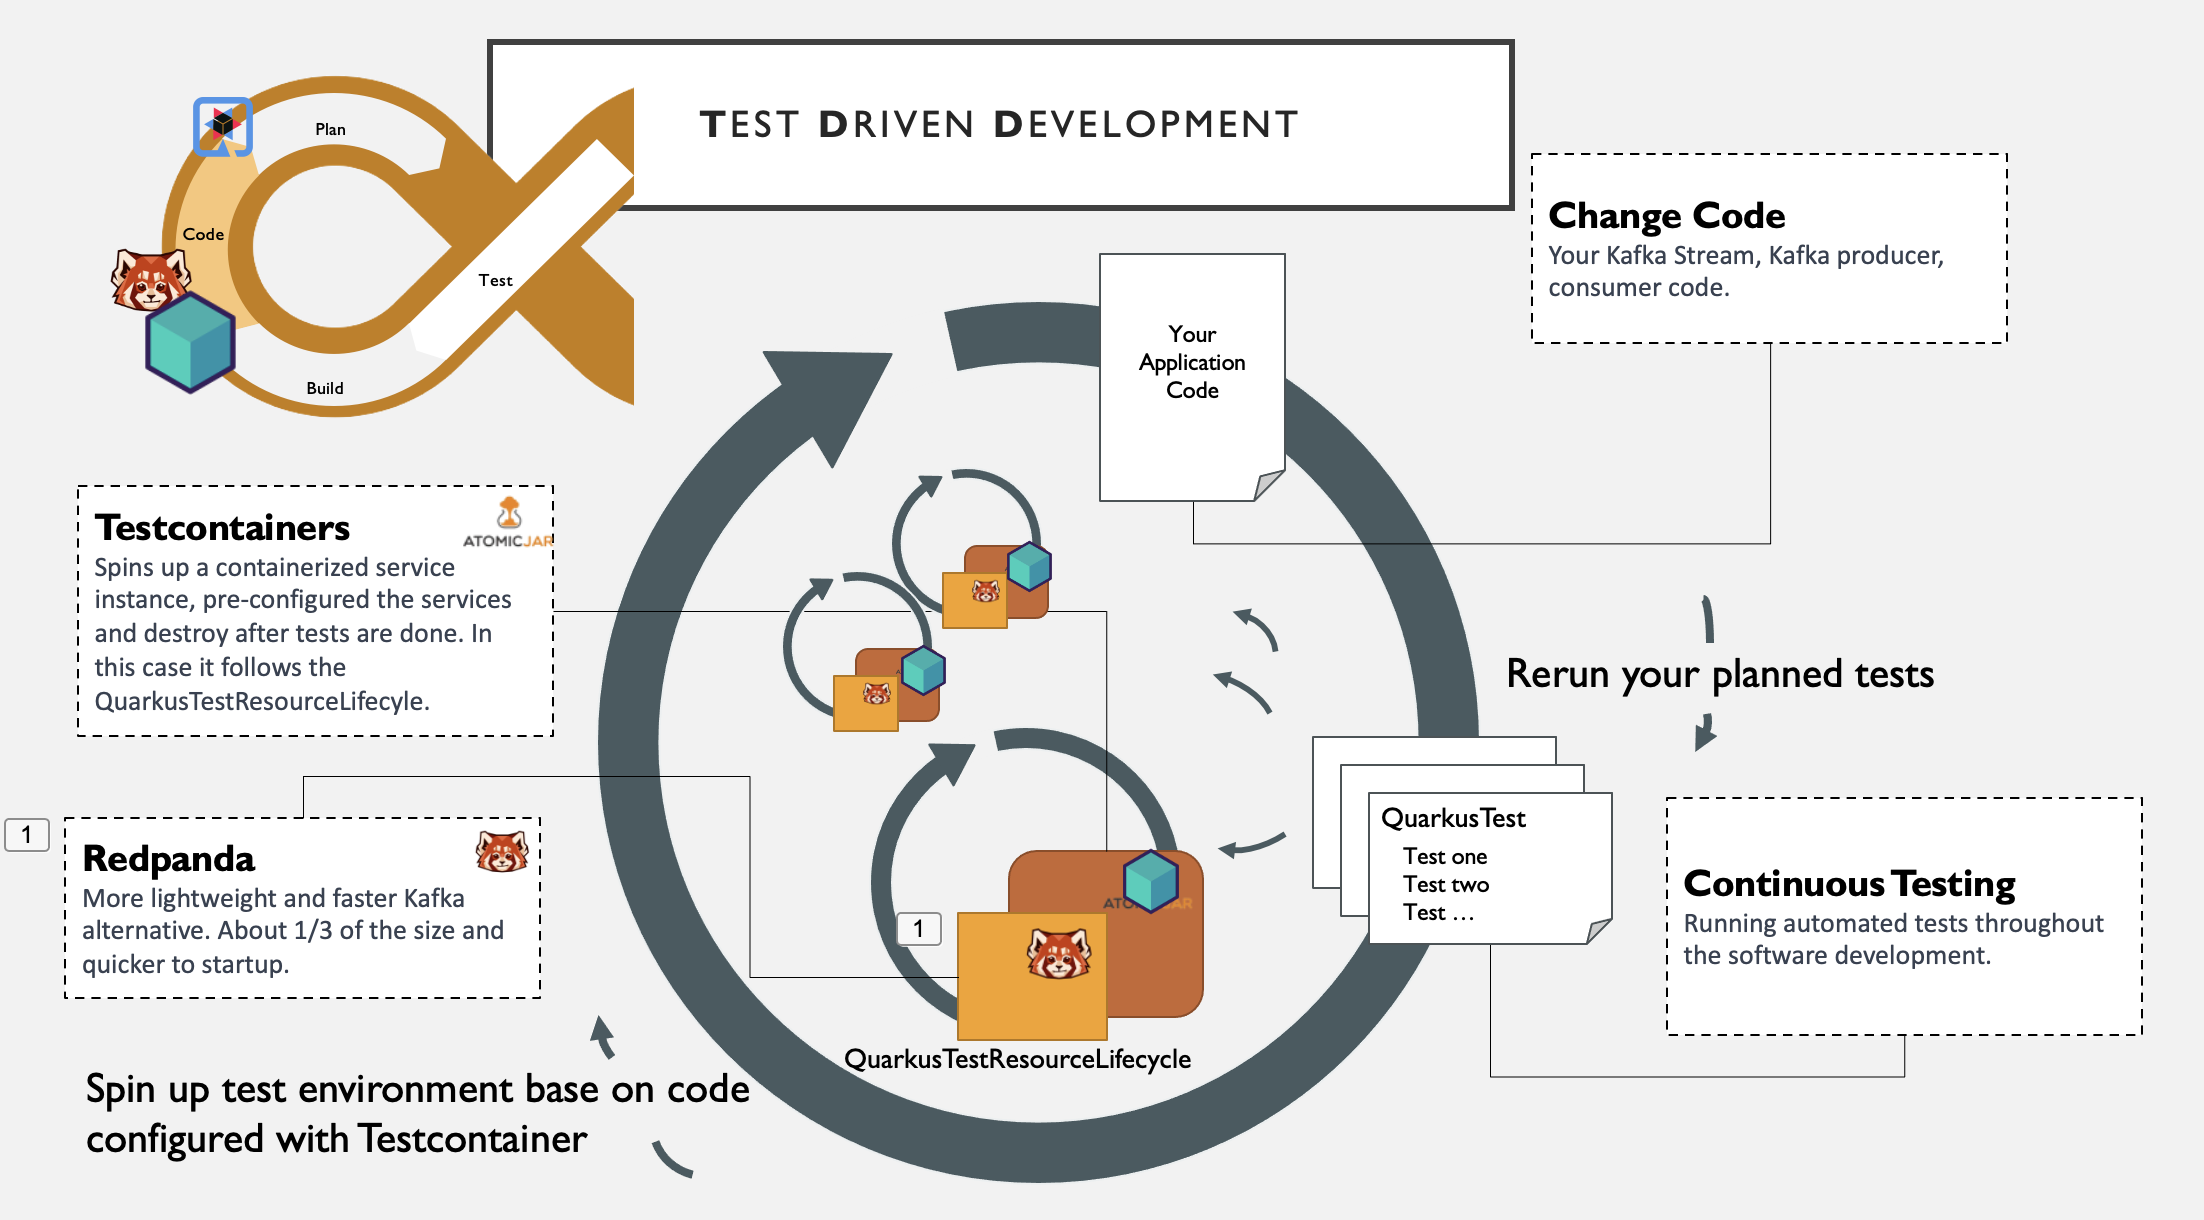 TEST DRIVEN DEVELOPMENT
Plan
Code
Test
Build
Change Code
Your Kafka Stream, Kafka producer,
consumer code.
Your
Application
Code
Testcontainers
ATOMICJAR
Spins up a containerized service
instance, pre-configured the services
and destroy after tests are done. In
this case it follows the
QuarkusTestResourceLifecyle.
Rerun your planned tests
1
Redpanda
More lightweight and faster Kafka
alternative. About 1/3 of the size and
quicker to startup.
QuarkusTest
Test one
Test two
Test ...
Continuous Testing
Running automated tests throughout
the software development.
1
QuarkusTestResourceLifecycle
Spin up test environment base on code
configured with Testcontainer